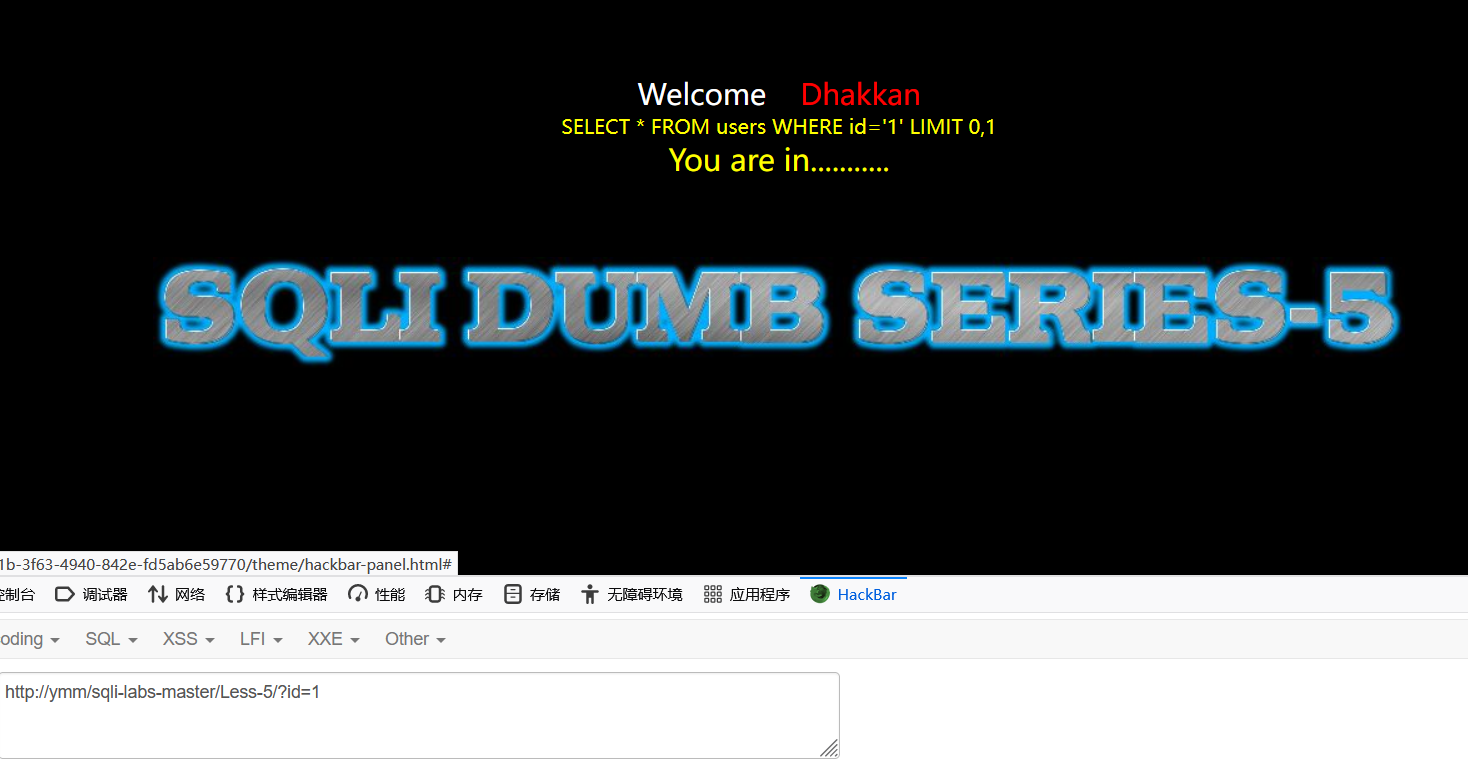 Welcome Dhakkan
SELECT * FROM users WHERE id='1' LIMIT 0,1
You are in...........
SQLI DUMB SERIES-5
1b-3f63-4940-842e-fd5ab6e59770/theme/hackbar-panel.html#
控制台 调试器 网络 {} 样式编辑器 性能 内存 存储 无障碍环境 应用程序 HackBar
oding SQL XSS LFI XXE Other
http://ymm/sqli-labs-master/Less-5/?id=1